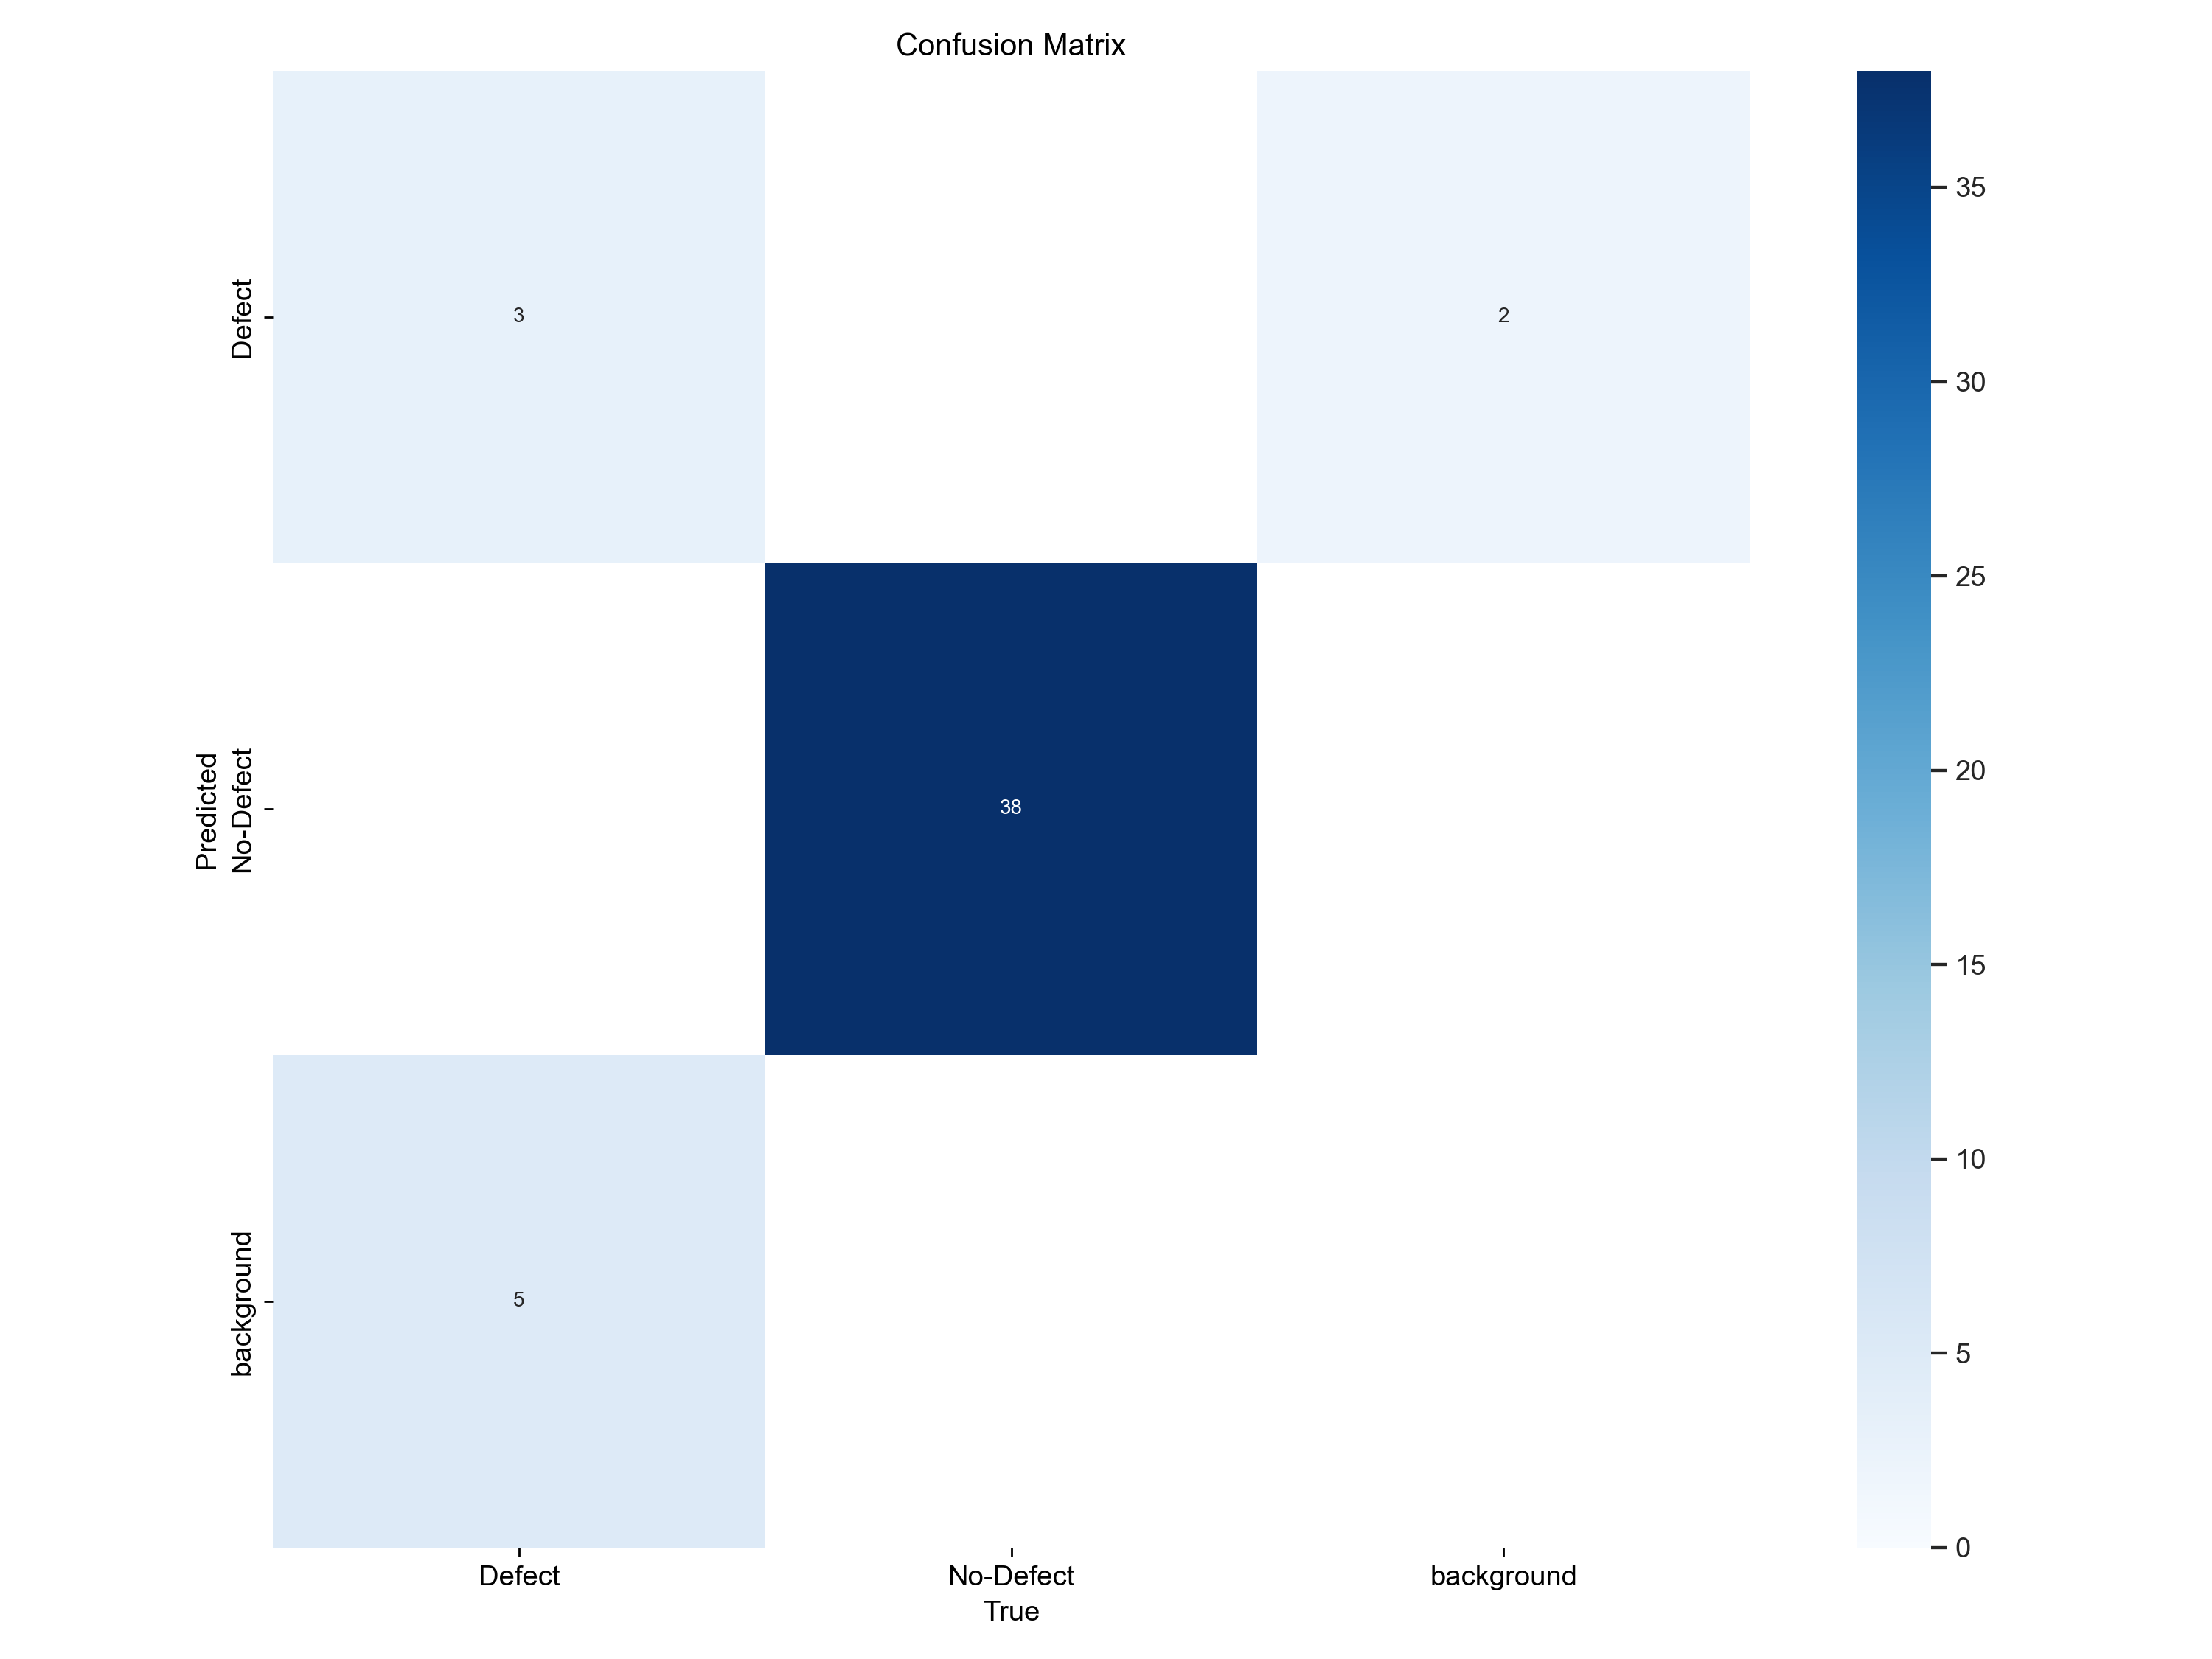 Confusion Matrix
Defect
3
2
Predicted
No-Defect
38
background
5
Defect
No-Defect
background
True
35
30
25
20
15
10
5
0